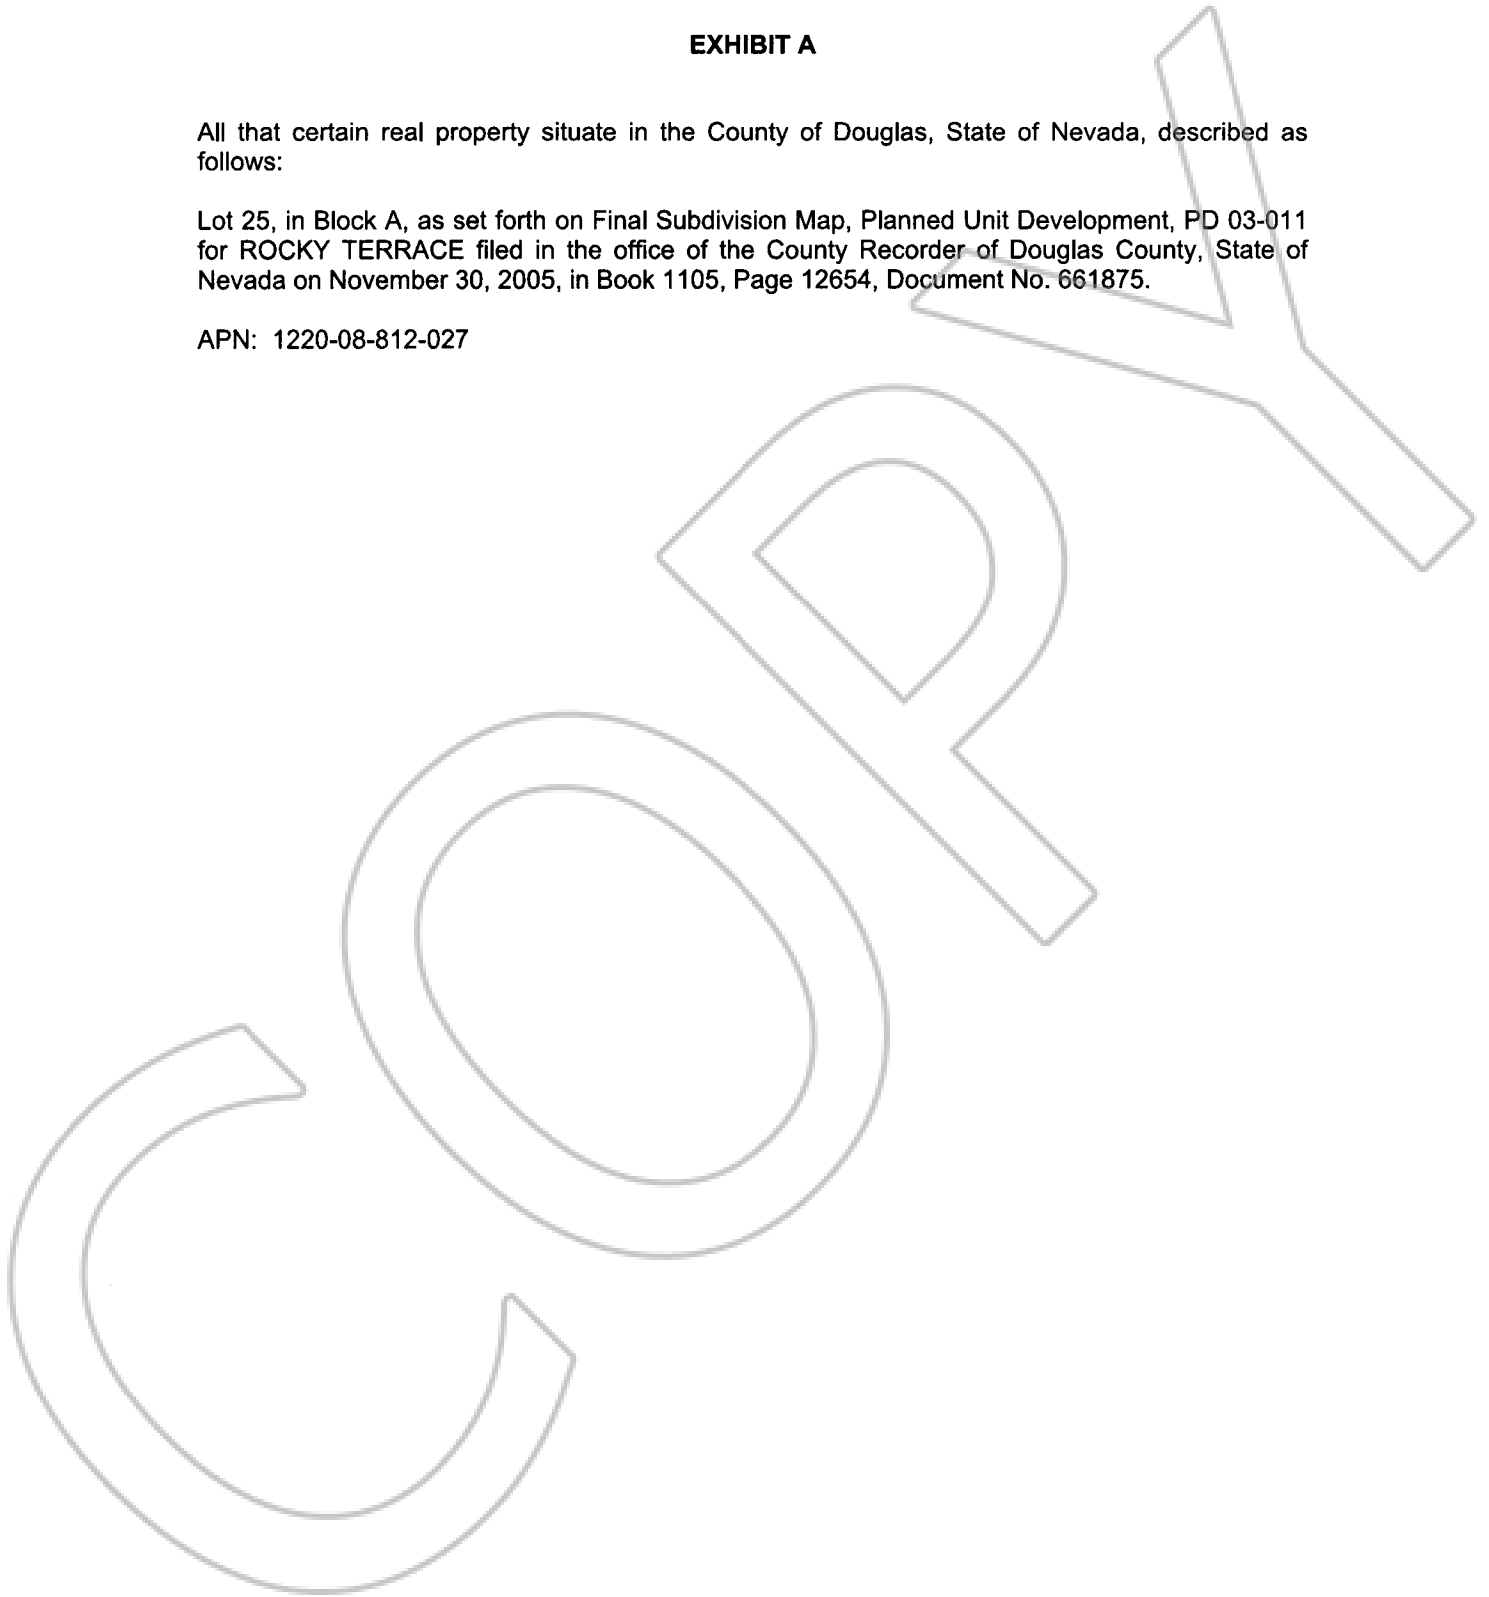 EXHIBIT A
All that certain real property situate in the County of Douglas, State of Nevada, described as
follows:
Lot 25, in Block A, as set forth on Final Subdivision Map, Planned Unit Development, PD 03-011
for ROCKY TERRACE filed in the office of the County Recorder of Douglas County, State of
Nevada on November 30, 2005, in Book 1105, Page 12654, Document No. 661875.
APN: 1220-08-812-027
COPY